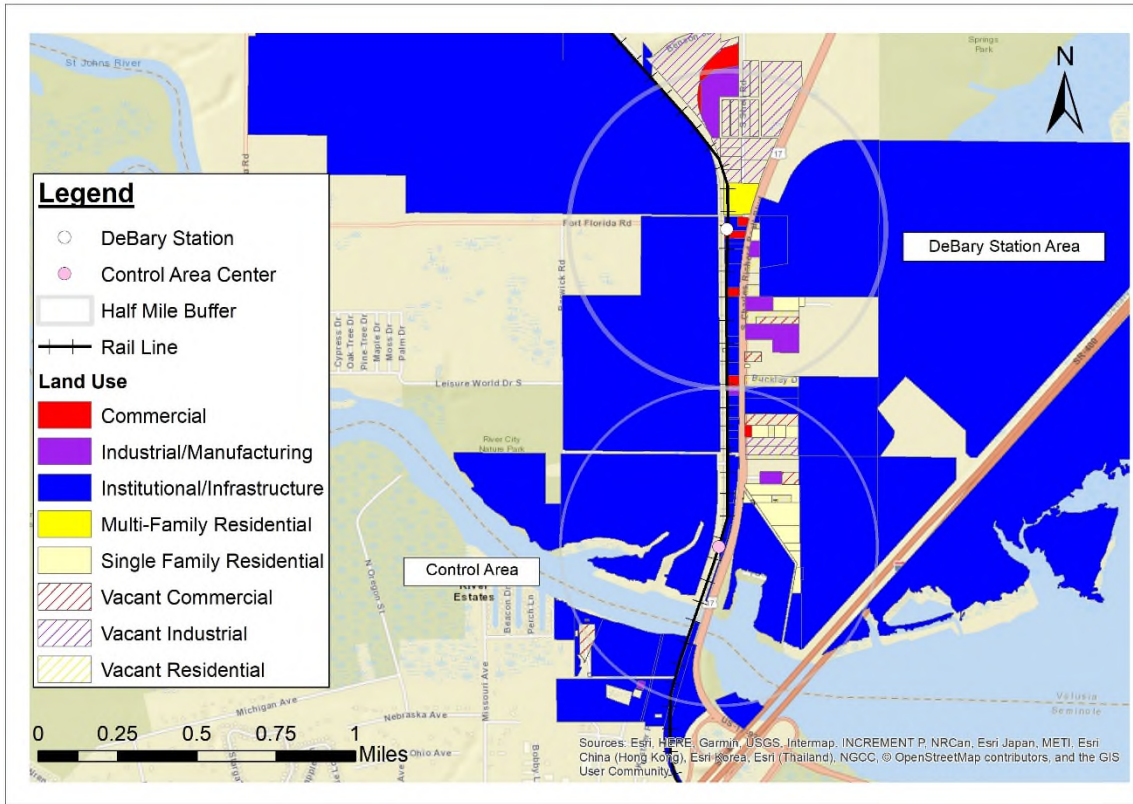 St Johns River
Springs
Park
N
17
Fort Florida Rd
DeBary Station Area
Barwick Rd
S Charles Richard B
Cypress Dr
Oak Tree Dr
Pine Tree Dr
Maple Dr
Moss Dr
Palm Dr
Leisure World Dr S
SR 400
River City
Nature Park
Control Area
Estates
Beacon Dr
Perch Ln
N Oregon St
Missouri Ave
Michigan Ave
Nebraska Ave
Ohio Ave
Volusia
Seminole
Legend
DeBary Station
Control Area Center
Half Mile Buffer
Rail Line
Land Use
Commercial
Industrial/Manufacturing
Institutional/Infrastructure
Multi-Family Residential
Single Family Residential
Vacant Commercial
Vacant Industrial
Vacant Residential
0 0.25 0.5 0.75 1
Miles
Sources: Esri, HERE, Garmin, USGS, Intermap, INCREMENT P, NRCan, Esri Japan, METI, Esri
China (Hong Kong), Esri Korea, Esri (Thailand), NGCC, © OpenStreetMap contributors, and the GIS
User Community